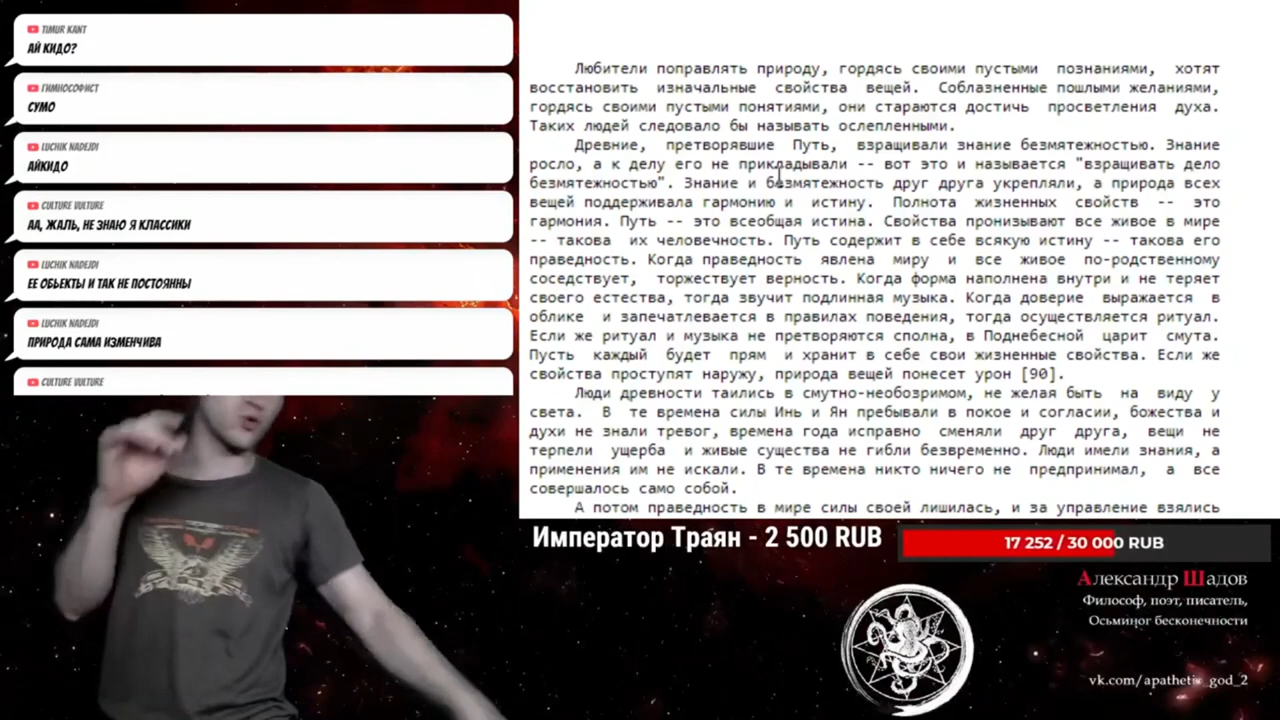 TIMUR KANT
АЙ КИДО?
ГИМНОСОФИСТ
СУМО
LUCHIK NADEJDI
АЙКИДО
CULTURE VULTURE
АА, ЖАЛЬ, НЕ ЗНАЮ Я КЛАССИКИ
LUCHIK NADEJDI
ЕЕ ОБЬЕКТЫ И ТАК НЕ ПОСТОЯННЫ
LUCHIK NADEJDI
ПРИРОДА САМА ИЗМЕНЧИВА
CULTURE VULTURE
Любители поправлять природу, гордясь своими пустыми познаниями, хотят
восстановить изначальные свойства вещей. Соблазненные пошлыми желаниями,
гордясь своими пустыми понятиями, они стараются достичь просветления духа.
Таких людей следовало бы называть ослепленными.
Древние, претворявшие Путь, взращивали знание безмятежностью. Знание
росло, а к делу его не прикладывали -- вот это и называется "взращивать дело
безмятежностью". Знание и безмятежность друг друга укрепляли, а природа всех
вещей поддерживала гармонию и истину. Полнота жизненных свойств -- это
гармония. Путь -- это всеобщая истина. Свойства пронизывают все живое в мире
-- такова их человечность. Путь содержит в себе всякую истину -- такова его
праведность. Когда праведность явлена миру и все живое по-родственному
соседствует, торжествует верность. Когда форма наполнена внутри и не теряет
своего естества, тогда звучит подлинная музыка. Когда доверие выражается в
облике и запечатлевается в правилах поведения, тогда осуществляется ритуал.
Если же ритуал и музыка не претворяются сполна, в Поднебесной царит смута.
Пусть каждый будет прям и хранит в себе свои жизненные свойства. Если же
свойства проступят наружу, природа вещей понесет урон [90].
Люди древности таились в смутно-необозримом, не желая быть на виду у
света. В те времена силы Инь и Ян пребывали в покое и согласии, божества и
духи не знали тревог, времена года исправно сменяли друг друга, вещи не
терпели ущерба и живые существа не гибли безвременно. Люди имели знания, а
применения им не искали. В те времена никто ничего не предпринимал, а все
совершалось само собой.
А потом праведность в мире силы своей лишилась, и за управление взялись
Император Траян - 2 500 RUB
17 252 / 30 000 RUB
Александр Шадов
Философ, поэт, писатель,
Осьминог бесконечности
vk.com/apathetic_god_2